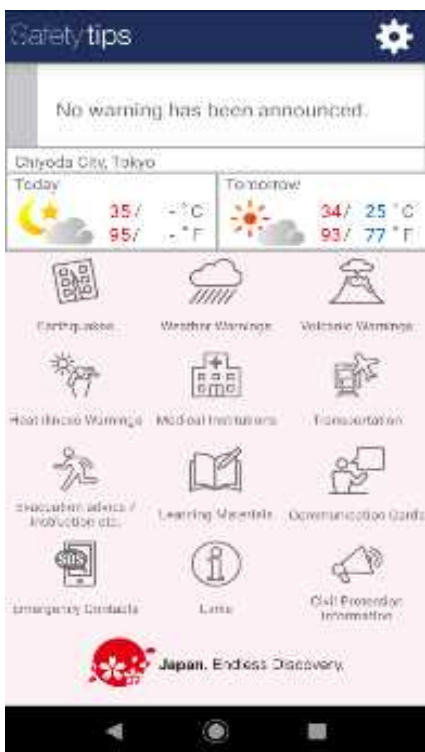 Safety tips
No warning has been announced.
Chiyoda City, Tokyo
Today
35/ - °C
95/ - °F
Tomorrow
34/ 25 °C
93/ 77 °F
Earthquakes
Weather Warnings
Volcanic Warnings
Heat illness Warnings
Medical Institutions
Transportation
Evacuation advice /
instruction etc.
Learning Materials
Communication Cards
SOS
Emergency Contacts
Links
Civil Protection
Information
Japan. Endless Discovery.